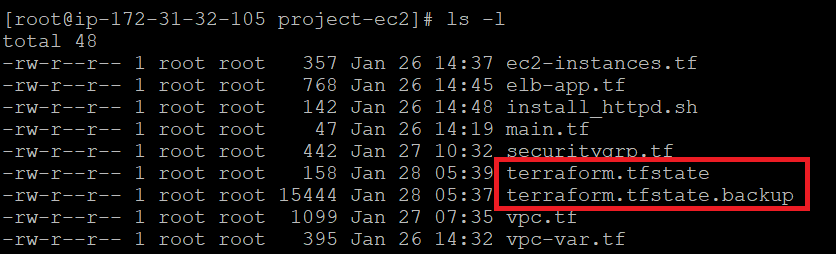 [root@ip-172-31-32-105 project-ec2]# ls -l
total 48
-rw-r--r-- 1 root root   357 Jan 26 14:37 ec2-instances.tf
-rw-r--r-- 1 root root   768 Jan 26 14:45 elb-app.tf
-rw-r--r-- 1 root root   142 Jan 26 14:48 install_httpd.sh
-rw-r--r-- 1 root root    47 Jan 26 14:19 main.tf
-rw-r--r-- 1 root root   442 Jan 27 10:32 securitygrp.tf
-rw-r--r-- 1 root root   158 Jan 28 05:39 terraform.tfstate
-rw-r--r-- 1 root root 15444 Jan 28 05:37 terraform.tfstate.backup
-rw-r--r-- 1 root root  1099 Jan 27 07:35 vpc.tf
-rw-r--r-- 1 root root   395 Jan 26 14:32 vpc-var.tf